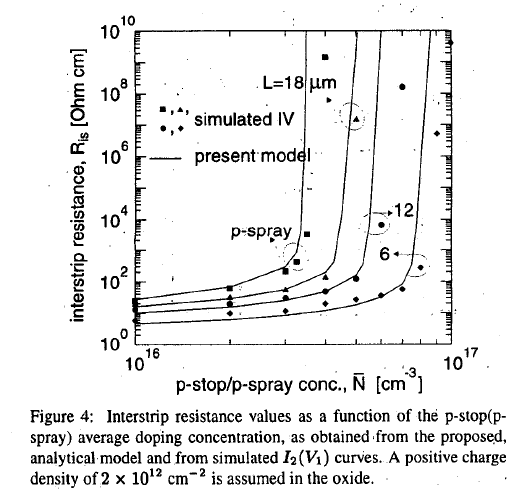 10^10
10^8
10^6
10^4
10^2
10^0
interstrip resistance, R_is [Ohm cm]
L=18 μm
simulated IV
present model
p-spray
12
6
10^16
10^17
p-stop/p-spray conc., N̄ [cm^-3]
Figure 4: Interstrip resistance values as a function of the p-stop(p-
spray) average doping concentration, as obtained from the proposed,
analytical model and from simulated I_2(V_1) curves. A positive charge
density of 2 × 10^12 cm^-2 is assumed in the oxide.